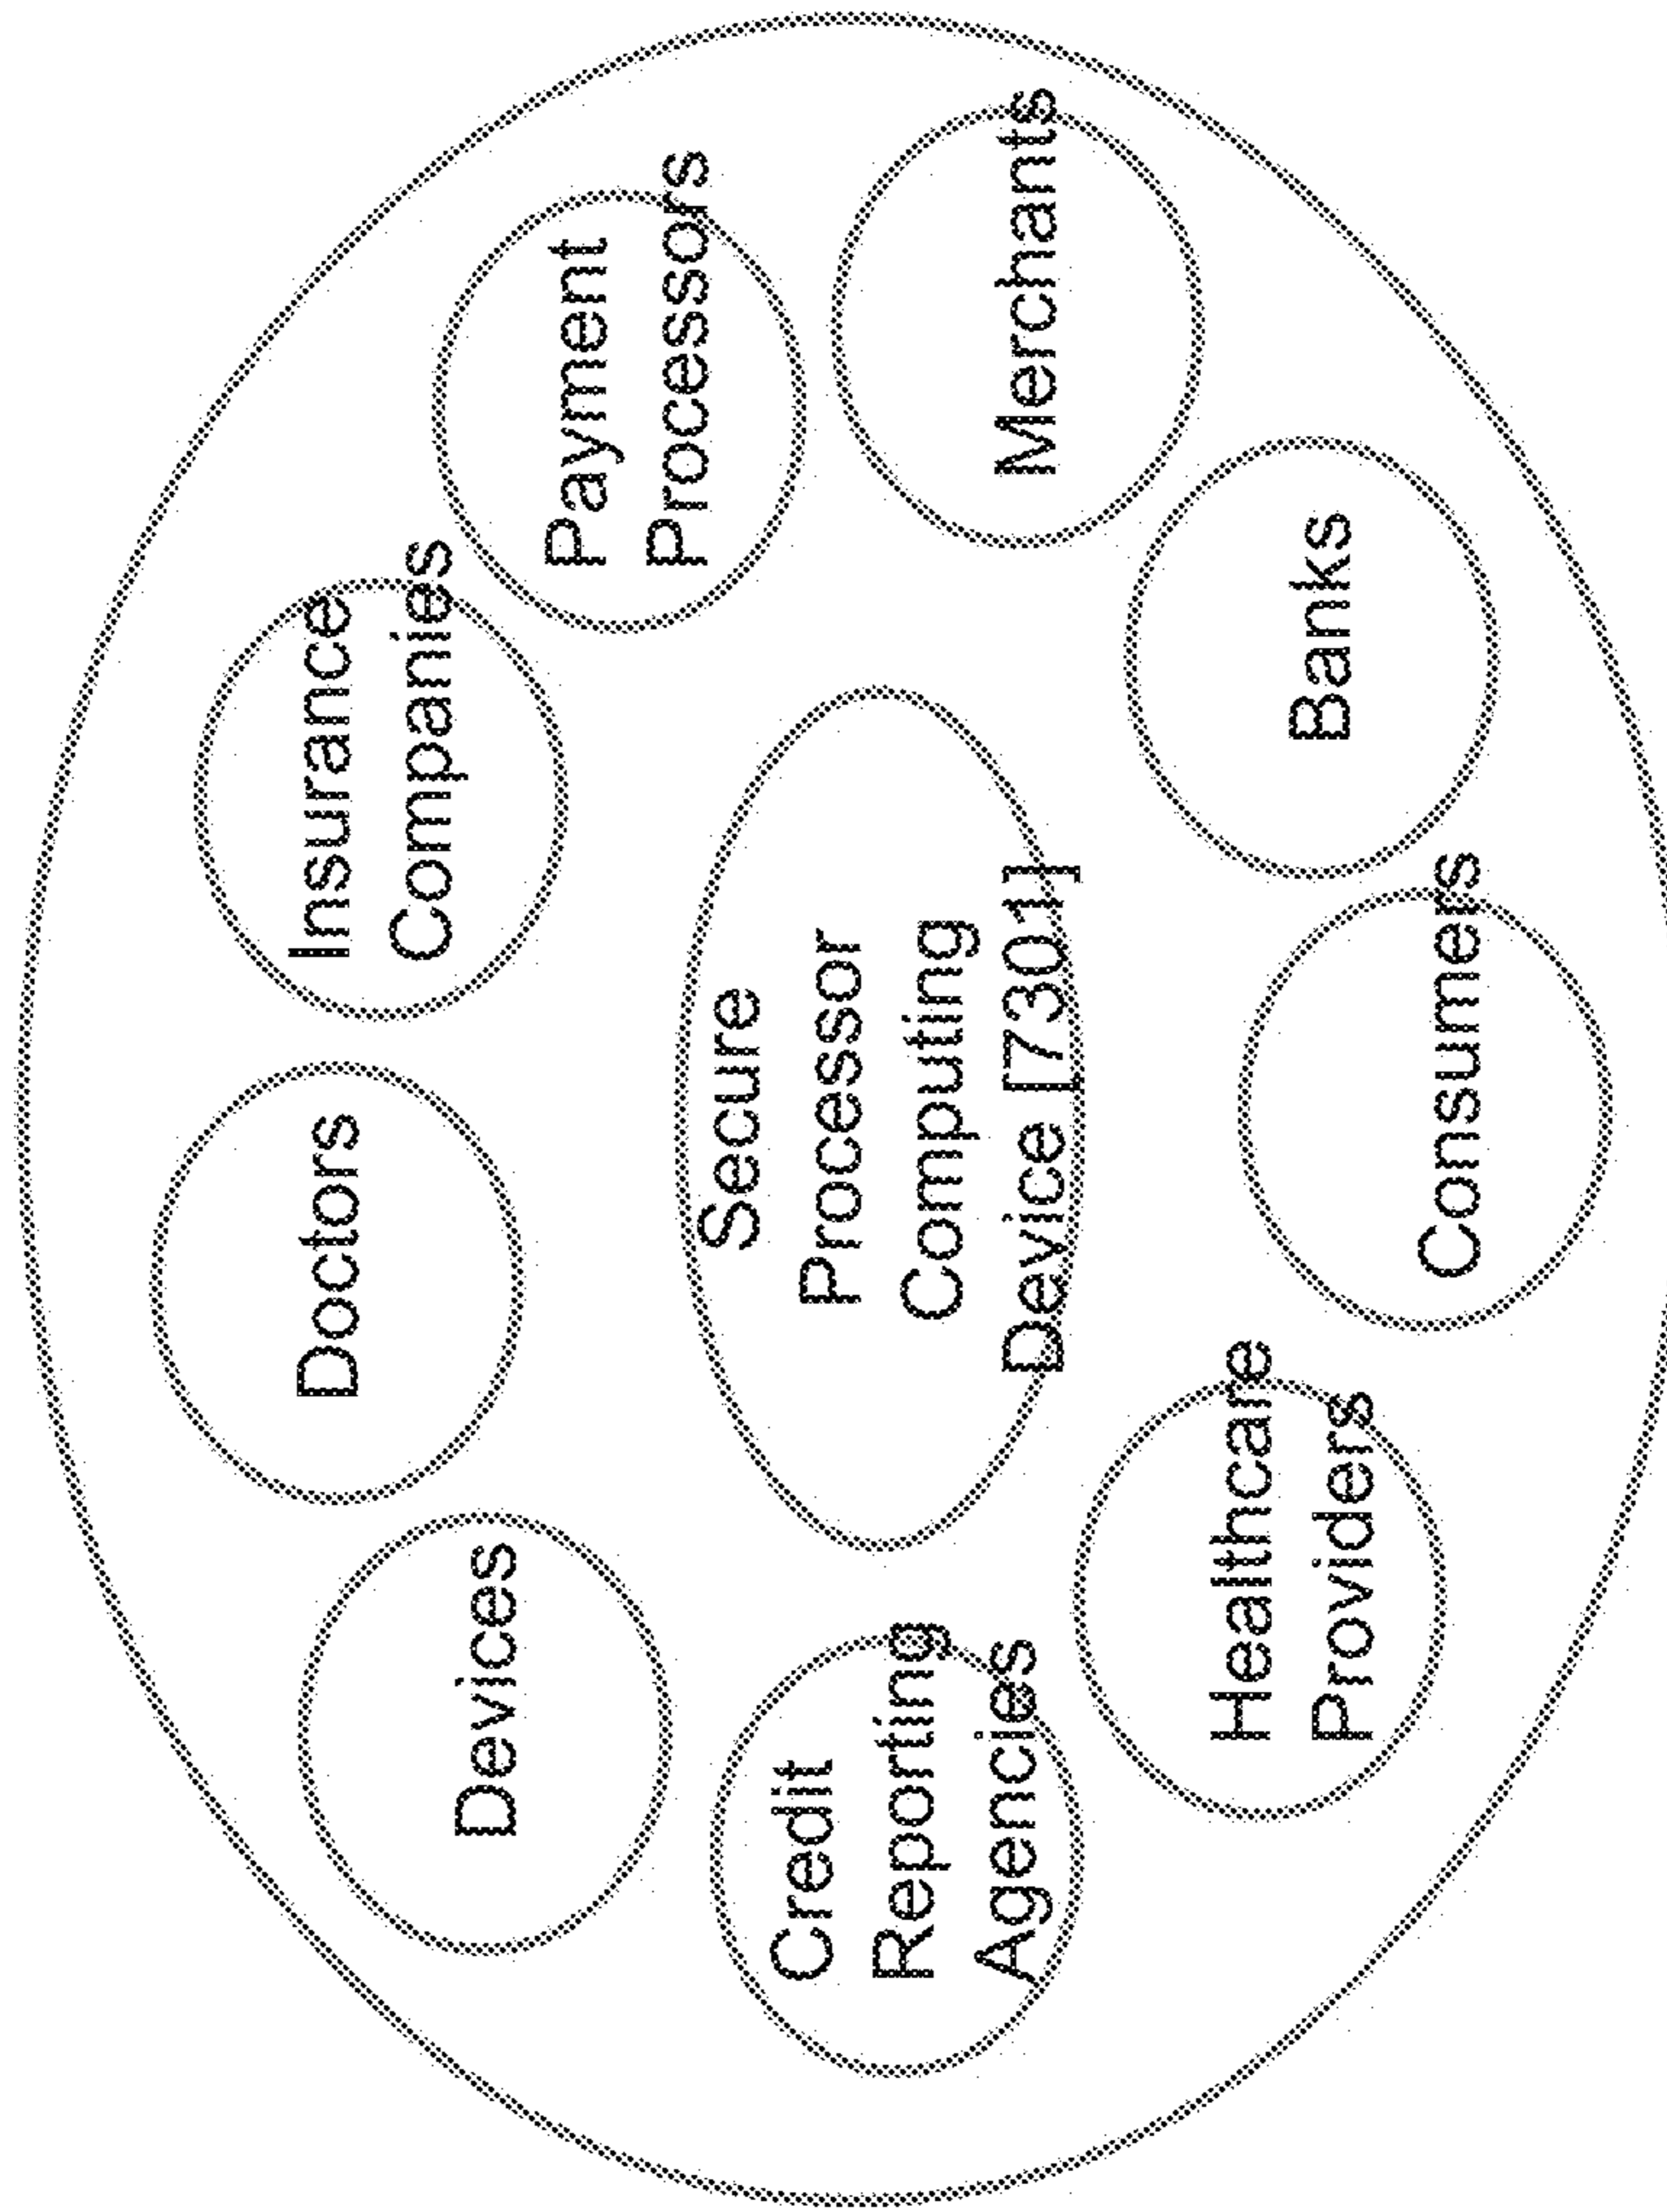 Doctors
Insurance
Companies
Devices
Payment
Processors
Secure
Processor
Computing
Device [7301]
Credit
Reporting
Agencies
Merchants
Healthcare
Providers
Banks
Consumers